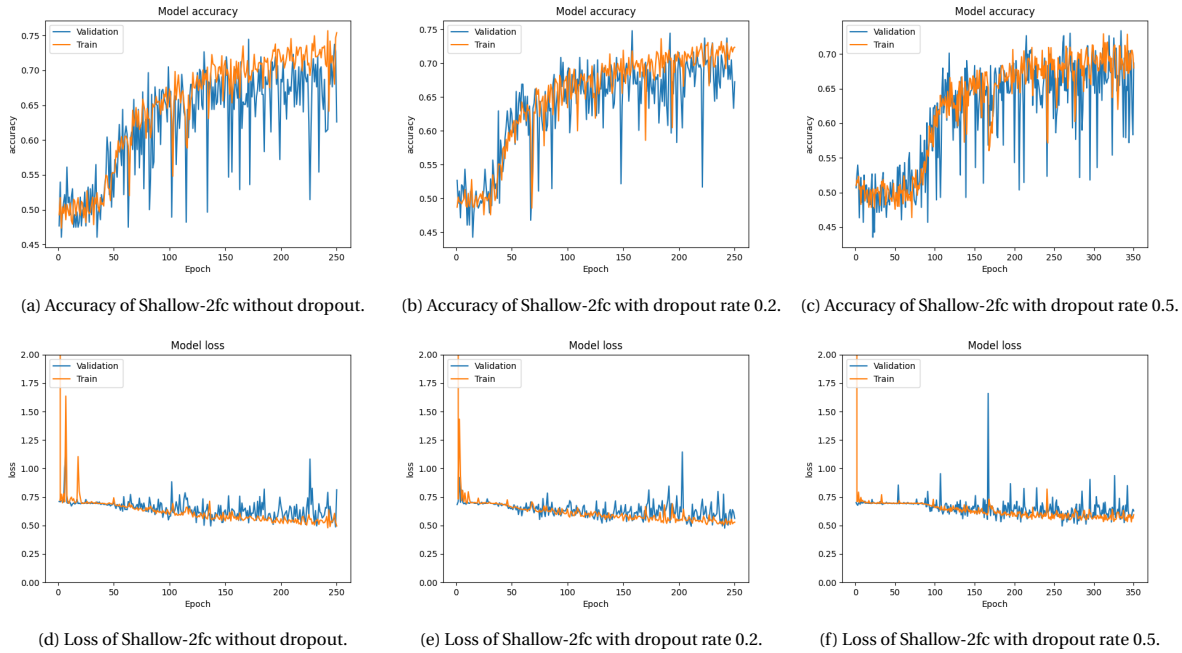 Model accuracy
Validation
Train
accuracy
0.75
0.70
0.65
0.60
0.55
0.50
0.45
0 50 100 150 200 250
Epoch
(a) Accuracy of Shallow-2fc without dropout.
Model accuracy
Validation
Train
accuracy
0.75
0.70
0.65
0.60
0.55
0.50
0.45
0 50 100 150 200 250
Epoch
(b) Accuracy of Shallow-2fc with dropout rate 0.2.
Model accuracy
Validation
Train
accuracy
0.70
0.65
0.60
0.55
0.50
0.45
0 50 100 150 200 250 300 350
Epoch
(c) Accuracy of Shallow-2fc with dropout rate 0.5.
Model loss
Validation
Train
loss
2.00
1.75
1.50
1.25
1.00
0.75
0.50
0.25
0.00
0 50 100 150 200 250
Epoch
(d) Loss of Shallow-2fc without dropout.
Model loss
Validation
Train
loss
2.00
1.75
1.50
1.25
1.00
0.75
0.50
0.25
0.00
0 50 100 150 200 250
Epoch
(e) Loss of Shallow-2fc with dropout rate 0.2.
Model loss
Validation
Train
loss
2.00
1.75
1.50
1.25
1.00
0.75
0.50
0.25
0.00
0 50 100 150 200 250 300 350
Epoch
(f) Loss of Shallow-2fc with dropout rate 0.5.